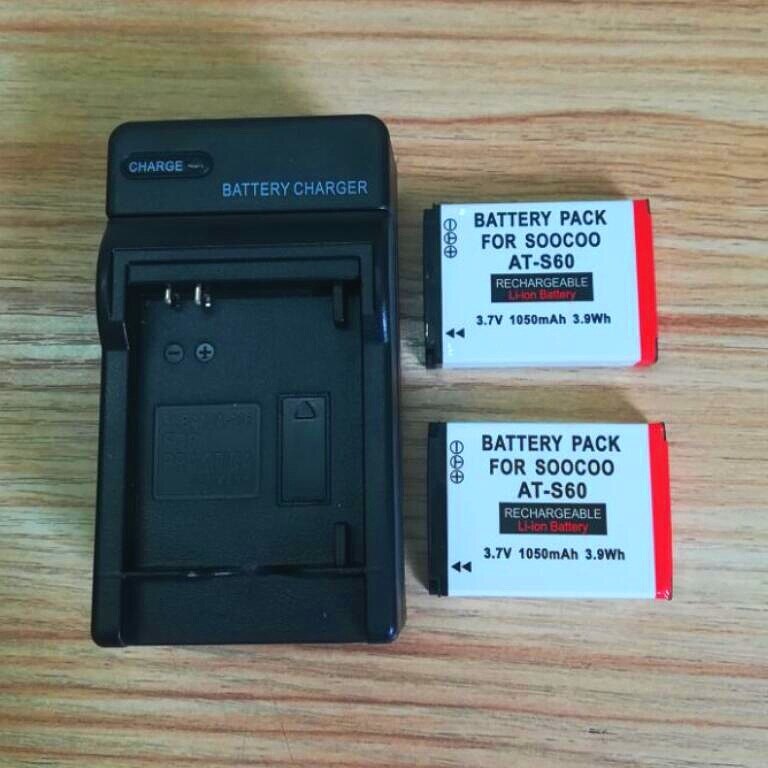 CHARGE
BATTERY CHARGER
BATTERY PACK
FOR SOOCOO
AT-S60
RECHARGEABLE
Li-ion Battery
3.7V 1050mAh 3.9Wh
BATTERY PACK
FOR SOOCOO
AT-S60
RECHARGEABLE
Li-ion Battery
3.7V 1050mAh 3.9Wh